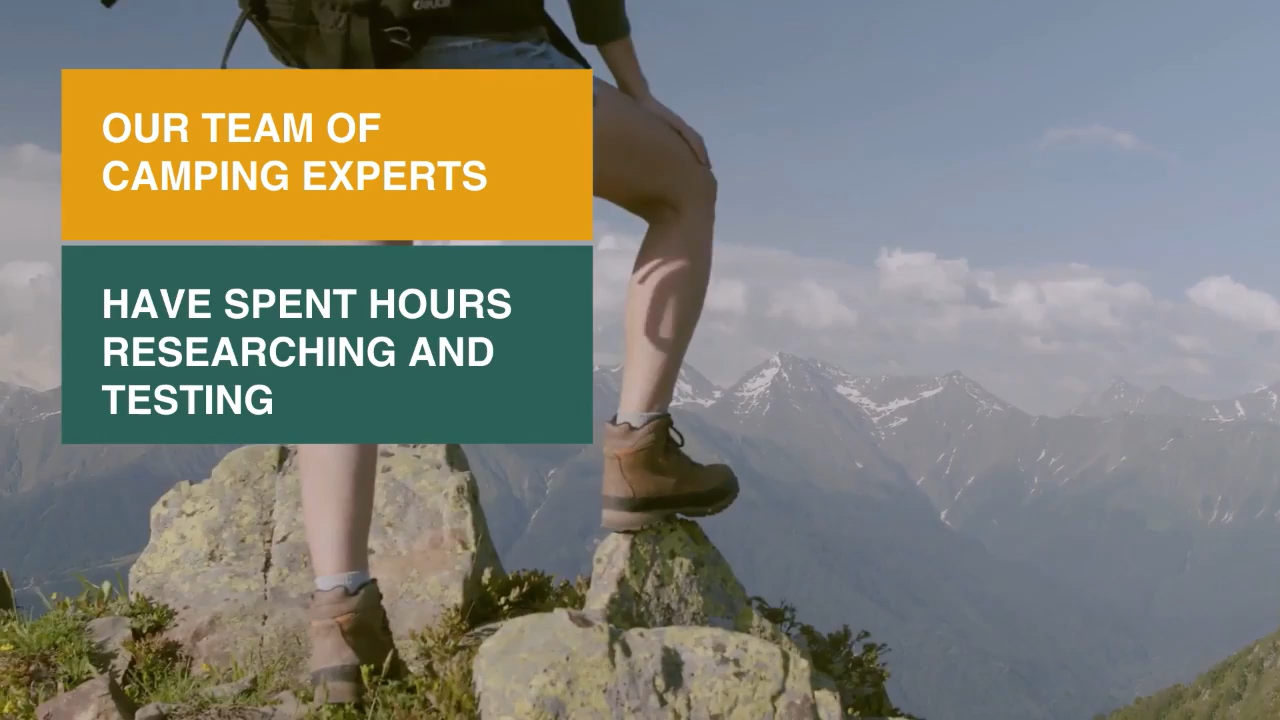 OUR TEAM OF
CAMPING EXPERTS
HAVE SPENT HOURS
RESEARCHING AND
TESTING